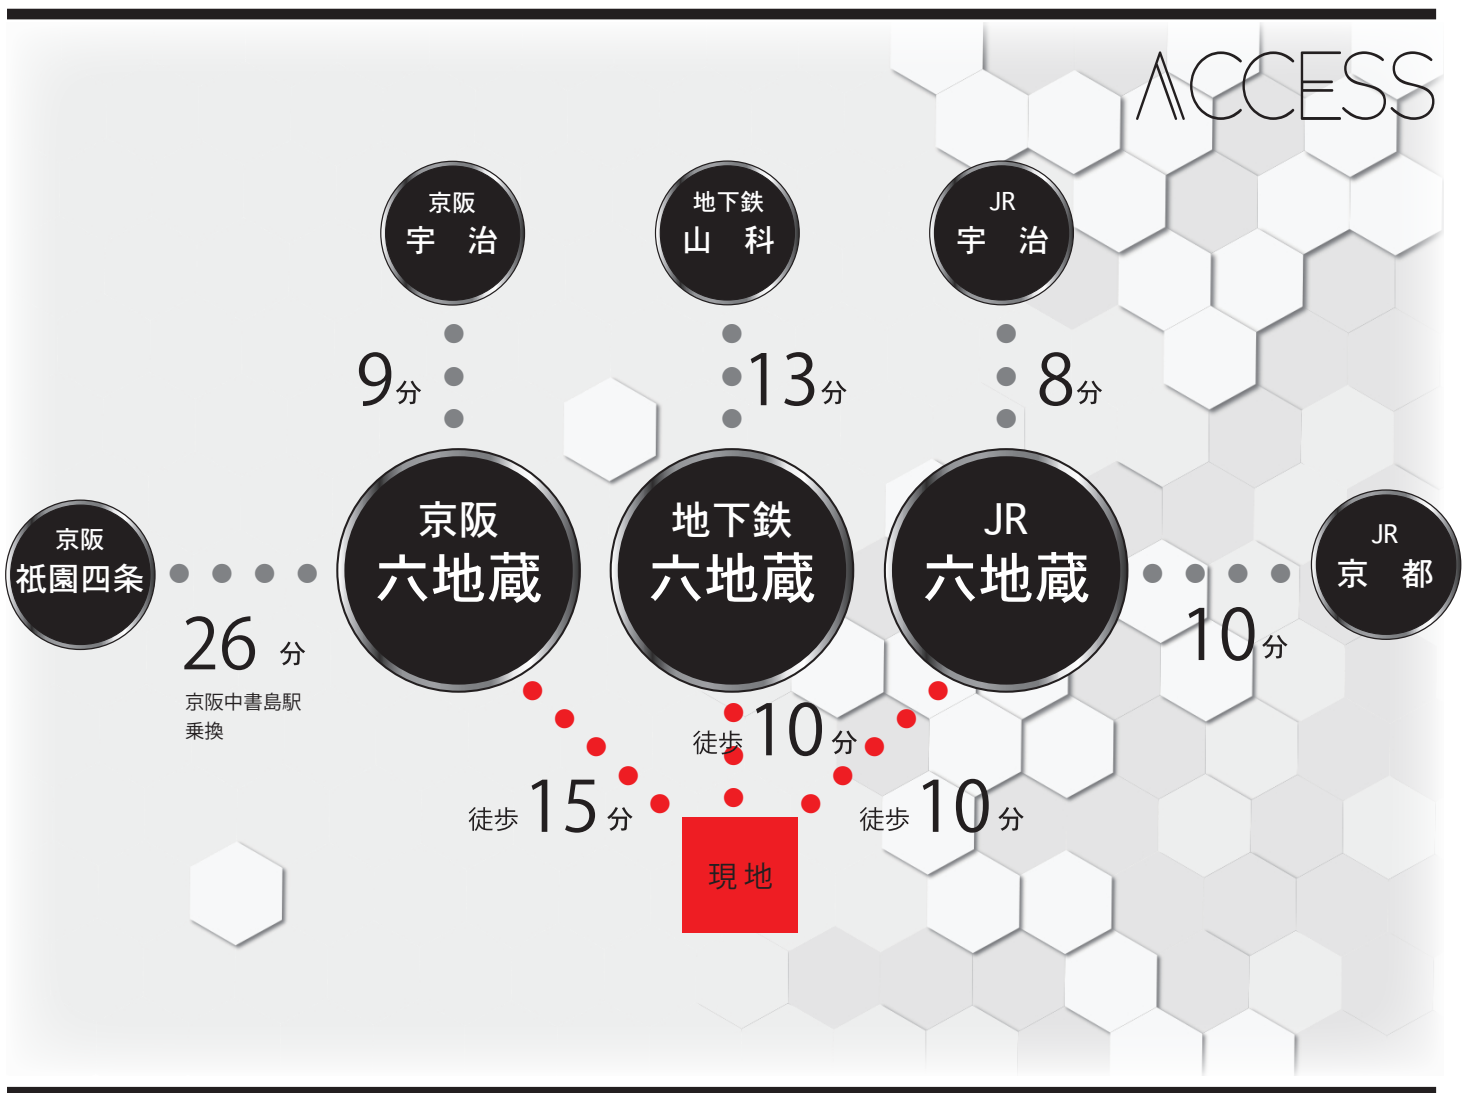 ACCESS
京阪
宇 治
地下鉄
山 科
JR
宇 治
9分
13分
8分
京阪
祇園四条
京阪
六地蔵
地下鉄
六地蔵
JR
六地蔵
JR
京 都
26 分
京阪中書島駅
乗換
10分
徒歩 10 分
徒歩 15 分
徒歩 10 分
現地